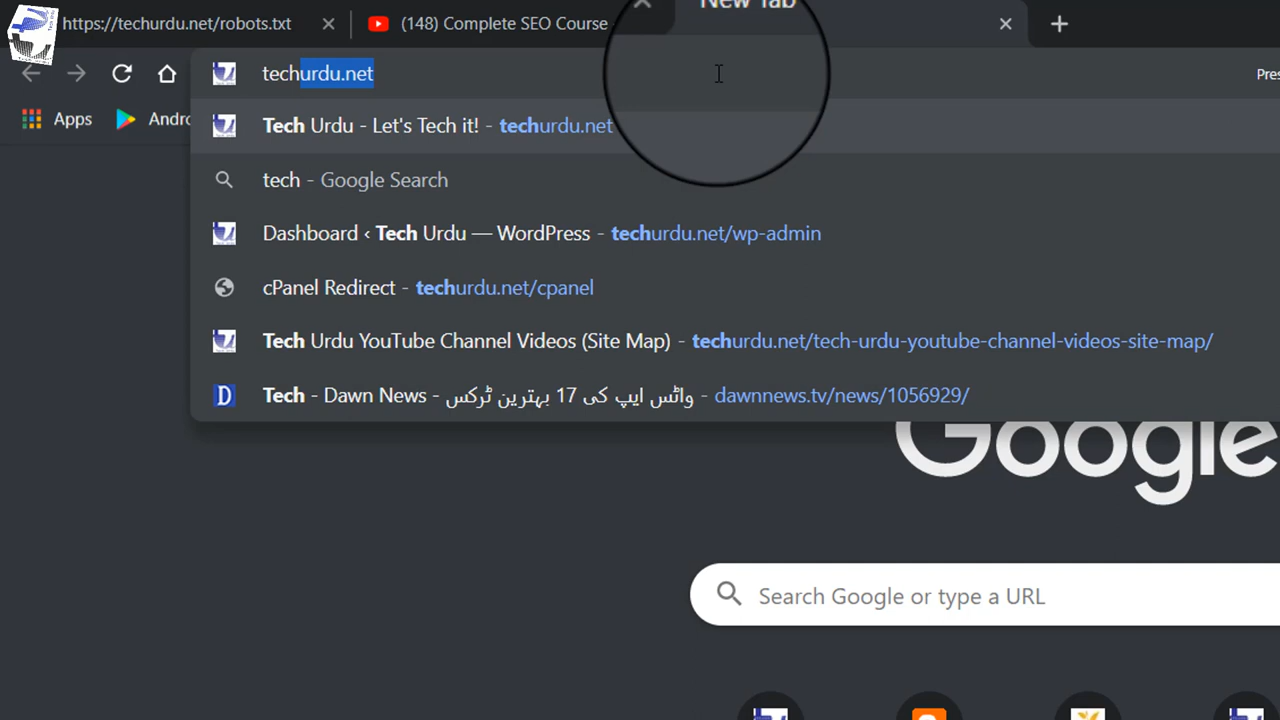 https://techurdu.net/robots.txt
(148) Complete SEO Course
New Tab
techurdu.net
Apps
Tech Urdu - Let's Tech it! - techurdu.net
tech - Google Search
Dashboard ‹ Tech Urdu — WordPress - techurdu.net/wp-admin
cPanel Redirect - techurdu.net/cpanel
Tech Urdu YouTube Channel Videos (Site Map) - techurdu.net/tech-urdu-youtube-channel-videos-site-map/
Tech - Dawn News - واٹس ایپ کی 17 بہترین ٹرکس - dawnnews.tv/news/1056929/
Google
Search Google or type a URL